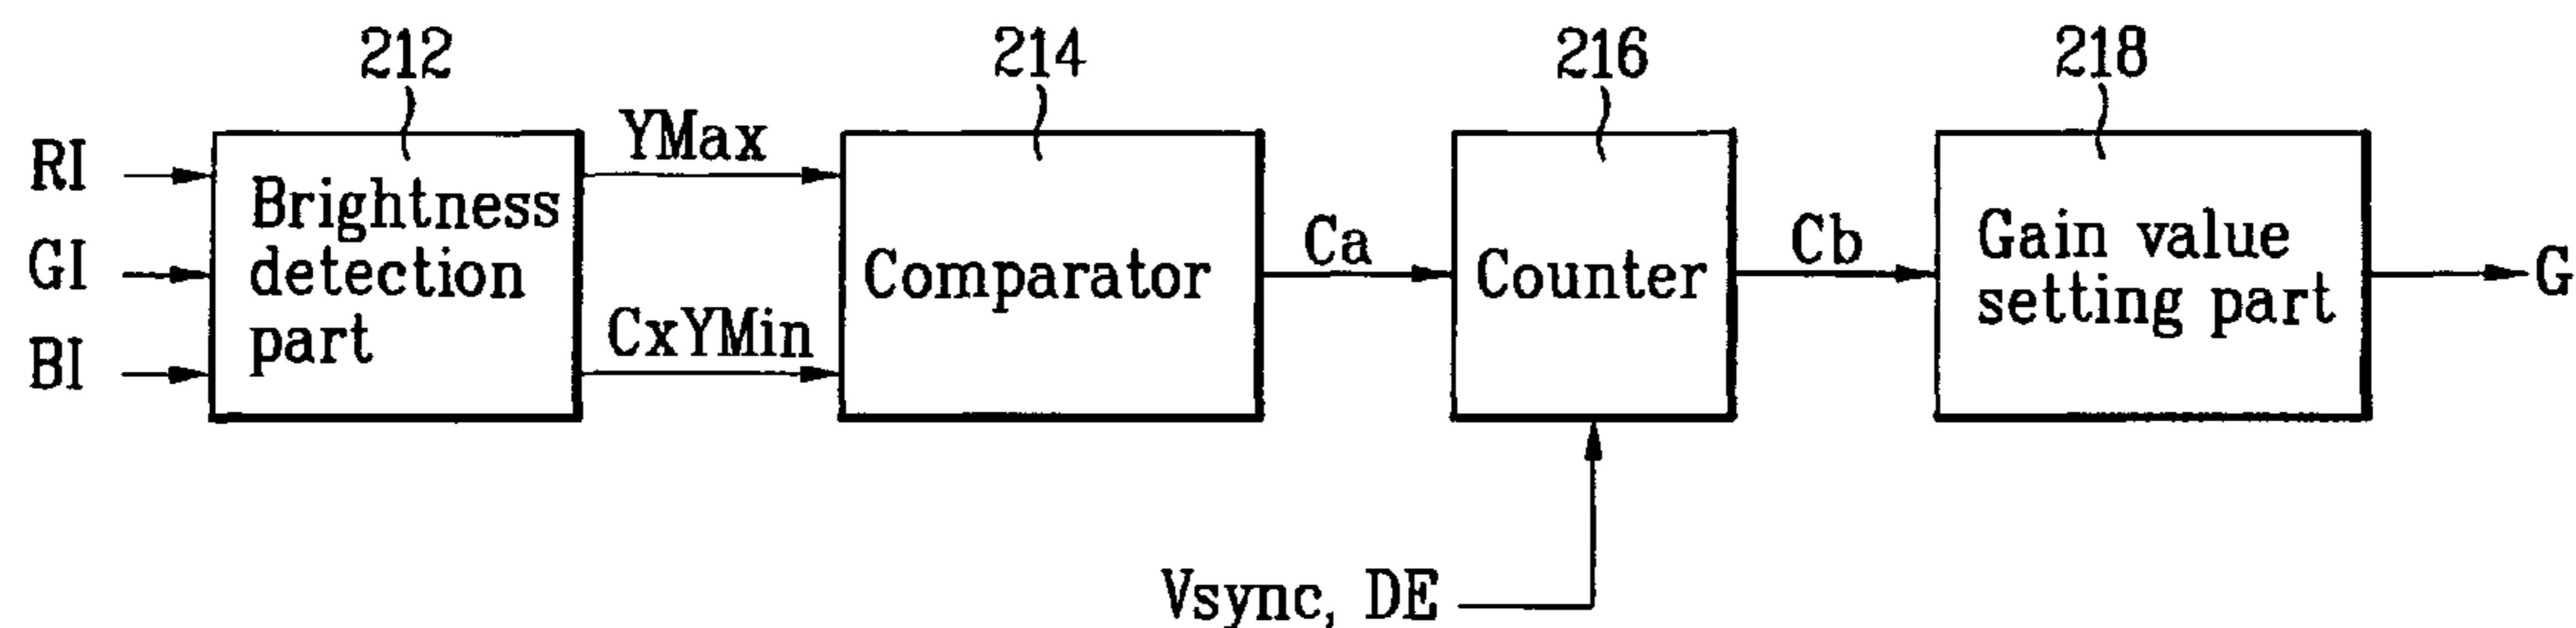 212
214
216
218
RI
GI
BI
Brightness
detection
part
YMax
CxYMin
Comparator
Ca
Counter
Cb
Gain value
setting part
G
Vsync, DE